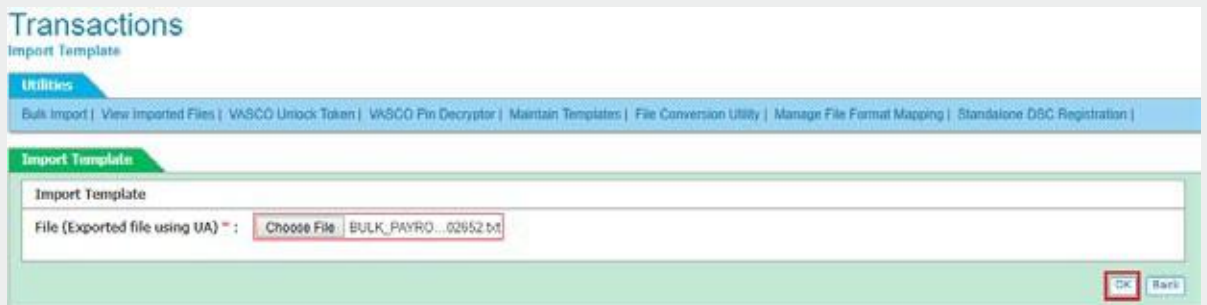 Transactions
Import Template
Utilities
Bulk Import | View Imported Files | VASCO Unlock Token | VASCO Pin Decryptor | Maintain Templates | File Conversion Utility | Manage File Format Mapping | Standalone DSC Registration |
Import Template
Import Template
File (Exported file using UA) * : Choose File BULK_PAYRO...02652.txt
OK Back